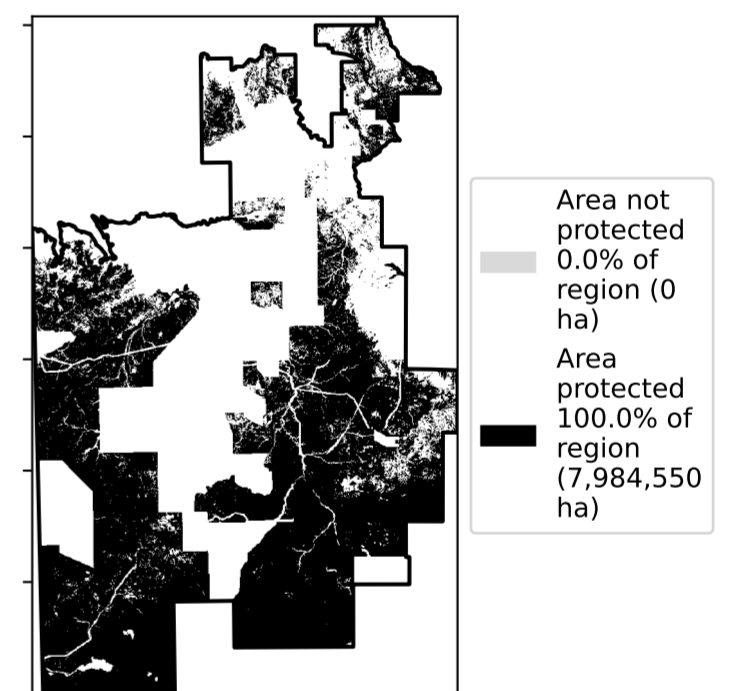 Area not
protected
0.0% of
region (0
ha)
Area
protected
100.0% of
region
(7,984,550
ha)